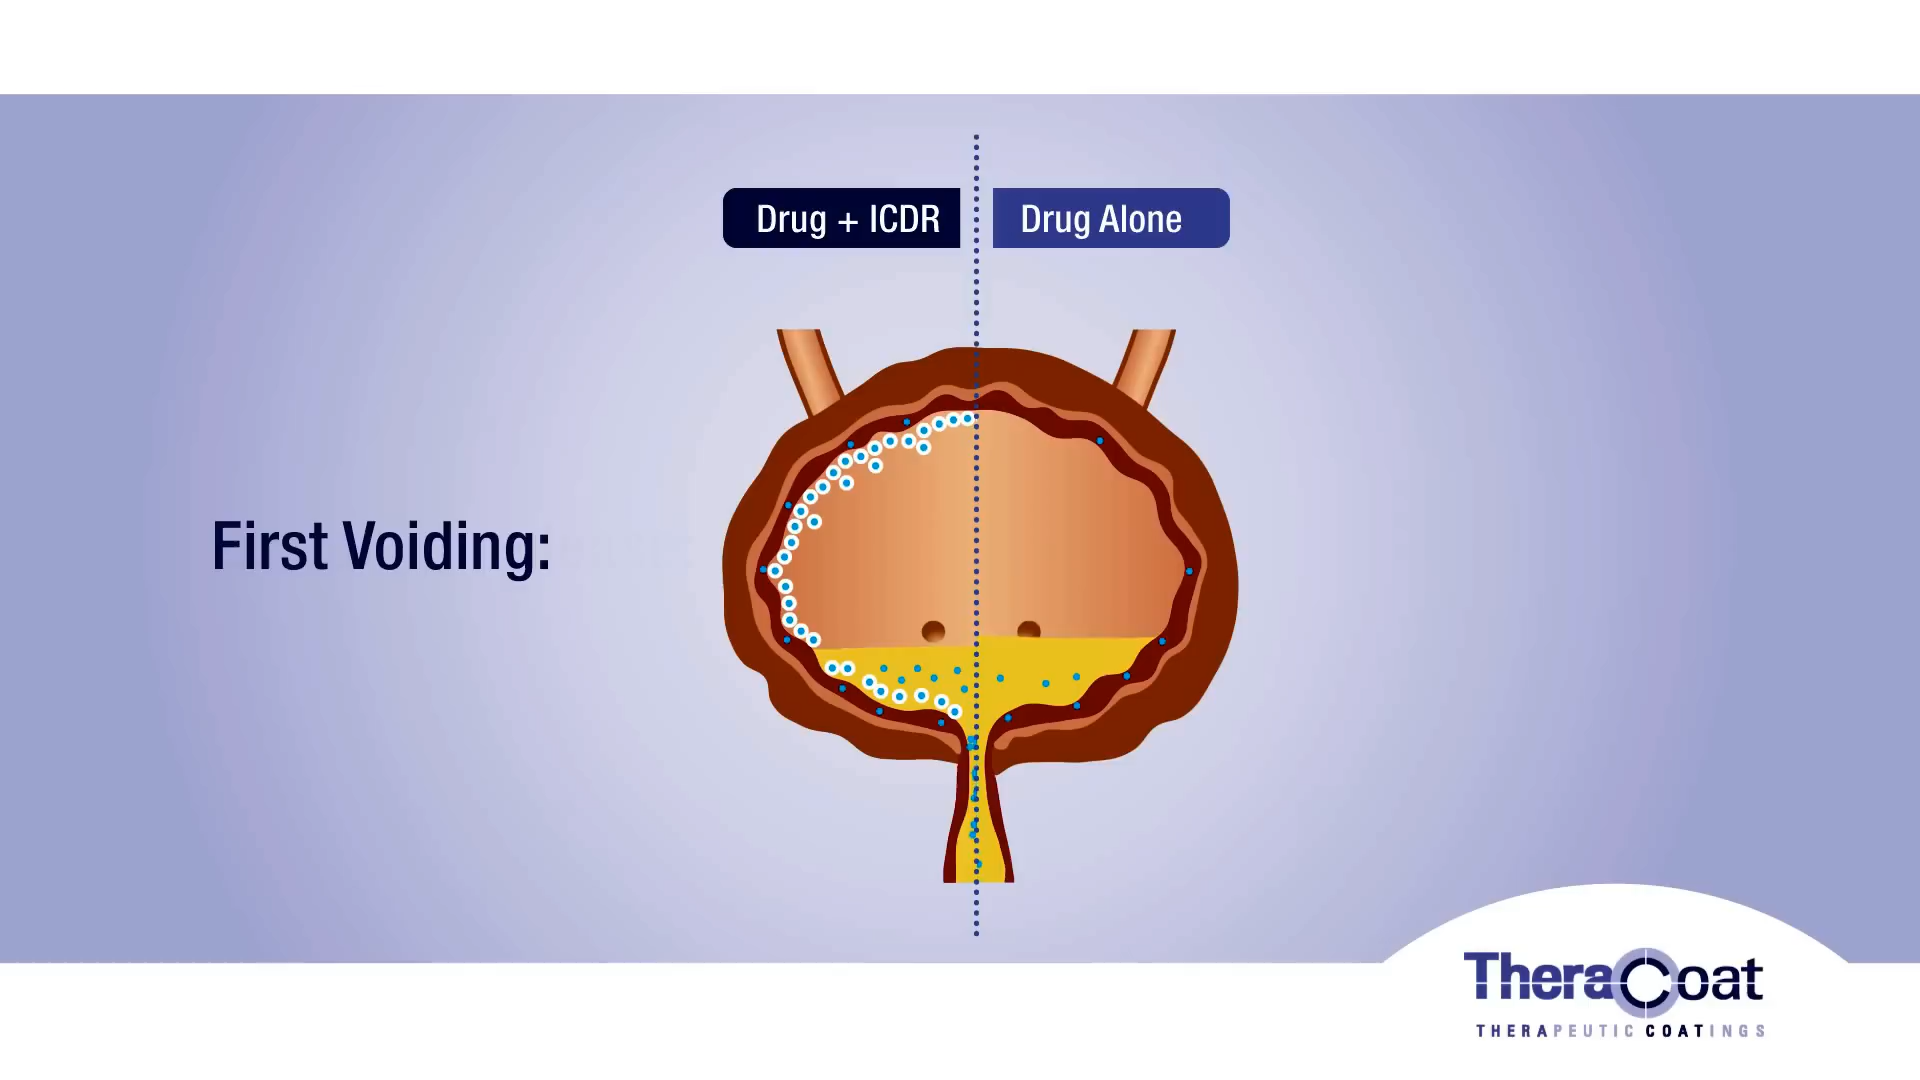 Drug + ICDR
Drug Alone
First Voiding:
TheraCoat
THERAPEUTIC COATINGS